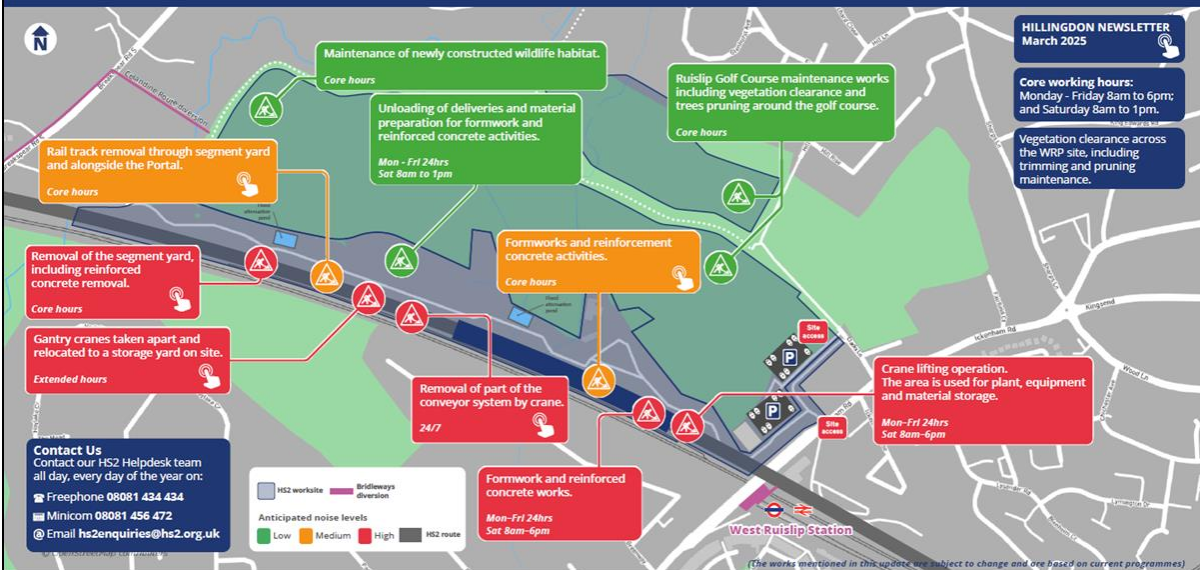 N
HILLINGDON NEWSLETTER
March 2025
Core working hours:
Monday - Friday 8am to 6pm;
and Saturday 8am to 1pm.
Vegetation clearance across
the WRP site, including
trimming and pruning
maintenance.
Maintenance of newly constructed wildlife habitat.
Core hours
Ruislip Golf Course maintenance works
including vegetation clearance and
trees pruning around the golf course.
Core hours
Unloading of deliveries and material
preparation for formwork and
reinforced concrete activities.
Mon - Fri 24hrs
Sat 8am to 1pm
Celandine Route diversion
Rail track removal through segment yard
and alongside the Portal.
Core hours
Formworks and reinforcement
concrete activities.
Core hours
Removal of the segment yard,
including reinforced
concrete removal.
Core hours
attenuation
pond
attenuation
pond
Gantry cranes taken apart and
relocated to a storage yard on site.
Extended hours
Removal of part of the
conveyor system by crane.
24/7
Crane lifting operation.
The area is used for plant, equipment
and material storage.
Mon–Fri 24hrs
Sat 8am–6pm
Formwork and reinforced
concrete works.
Mon–Fri 24hrs
Sat 8am–6pm
Site
access
P
P
Site
access
Kingsend
Ickenham Rd
Wood Ln
West Ruislip Station
Contact Us
Contact our HS2 Helpdesk team
all day, every day of the year on:
Freephone 08081 434 434
Minicom 08081 456 472
@ Email hs2enquiries@hs2.org.uk
HS2 worksite
Bridleways
diversion
Anticipated noise levels
Low
Medium
High
HS2 route
© OpenStreetMap contributors
(The works mentioned in this update are subject to change and are based on current programmes)